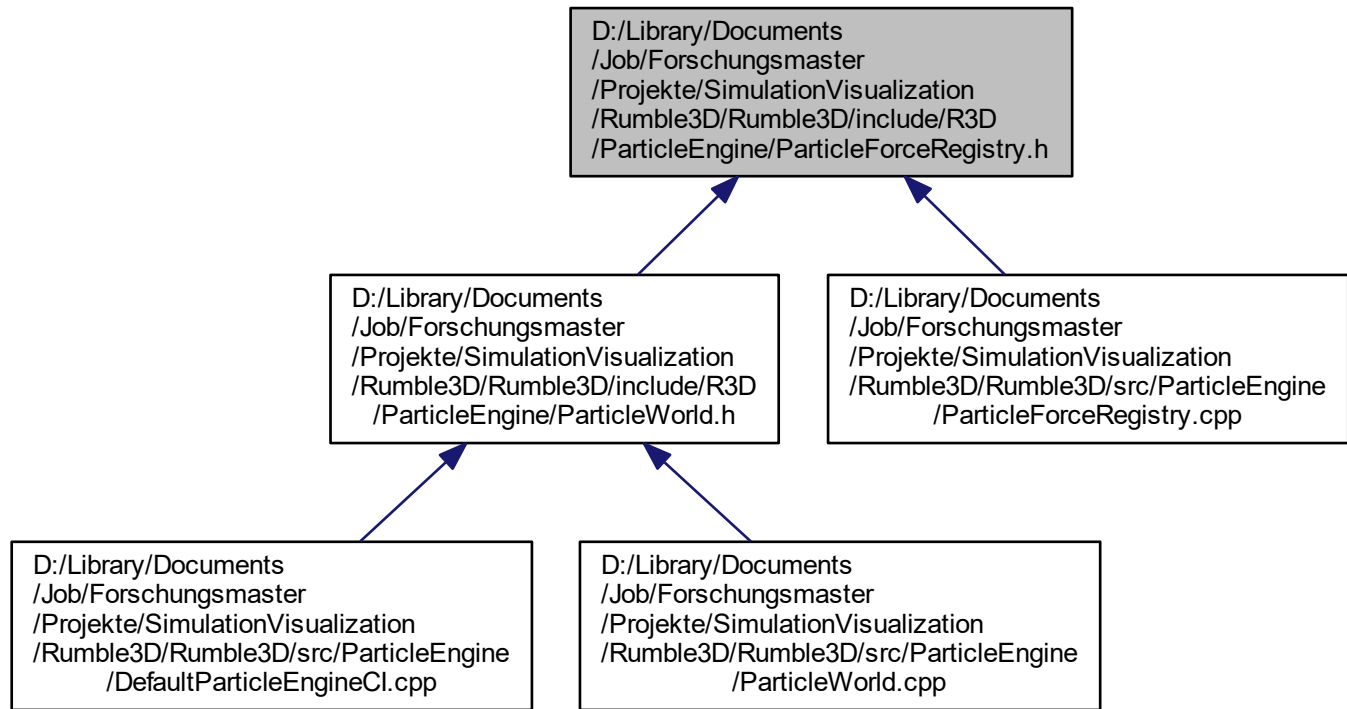 D:/Library/Documents
/Job/Forschungsmaster
/Projekte/SimulationVisualization
/Rumble3D/Rumble3D/include/R3D
/ParticleEngine/ParticleForceRegistry.h
D:/Library/Documents
/Job/Forschungsmaster
/Projekte/SimulationVisualization
/Rumble3D/Rumble3D/include/R3D
/ParticleEngine/ParticleWorld.h
D:/Library/Documents
/Job/Forschungsmaster
/Projekte/SimulationVisualization
/Rumble3D/Rumble3D/src/ParticleEngine
/ParticleForceRegistry.cpp
D:/Library/Documents
/Job/Forschungsmaster
/Projekte/SimulationVisualization
/Rumble3D/Rumble3D/src/ParticleEngine
/DefaultParticleEngineCI.cpp
D:/Library/Documents
/Job/Forschungsmaster
/Projekte/SimulationVisualization
/Rumble3D/Rumble3D/src/ParticleEngine
/ParticleWorld.cpp